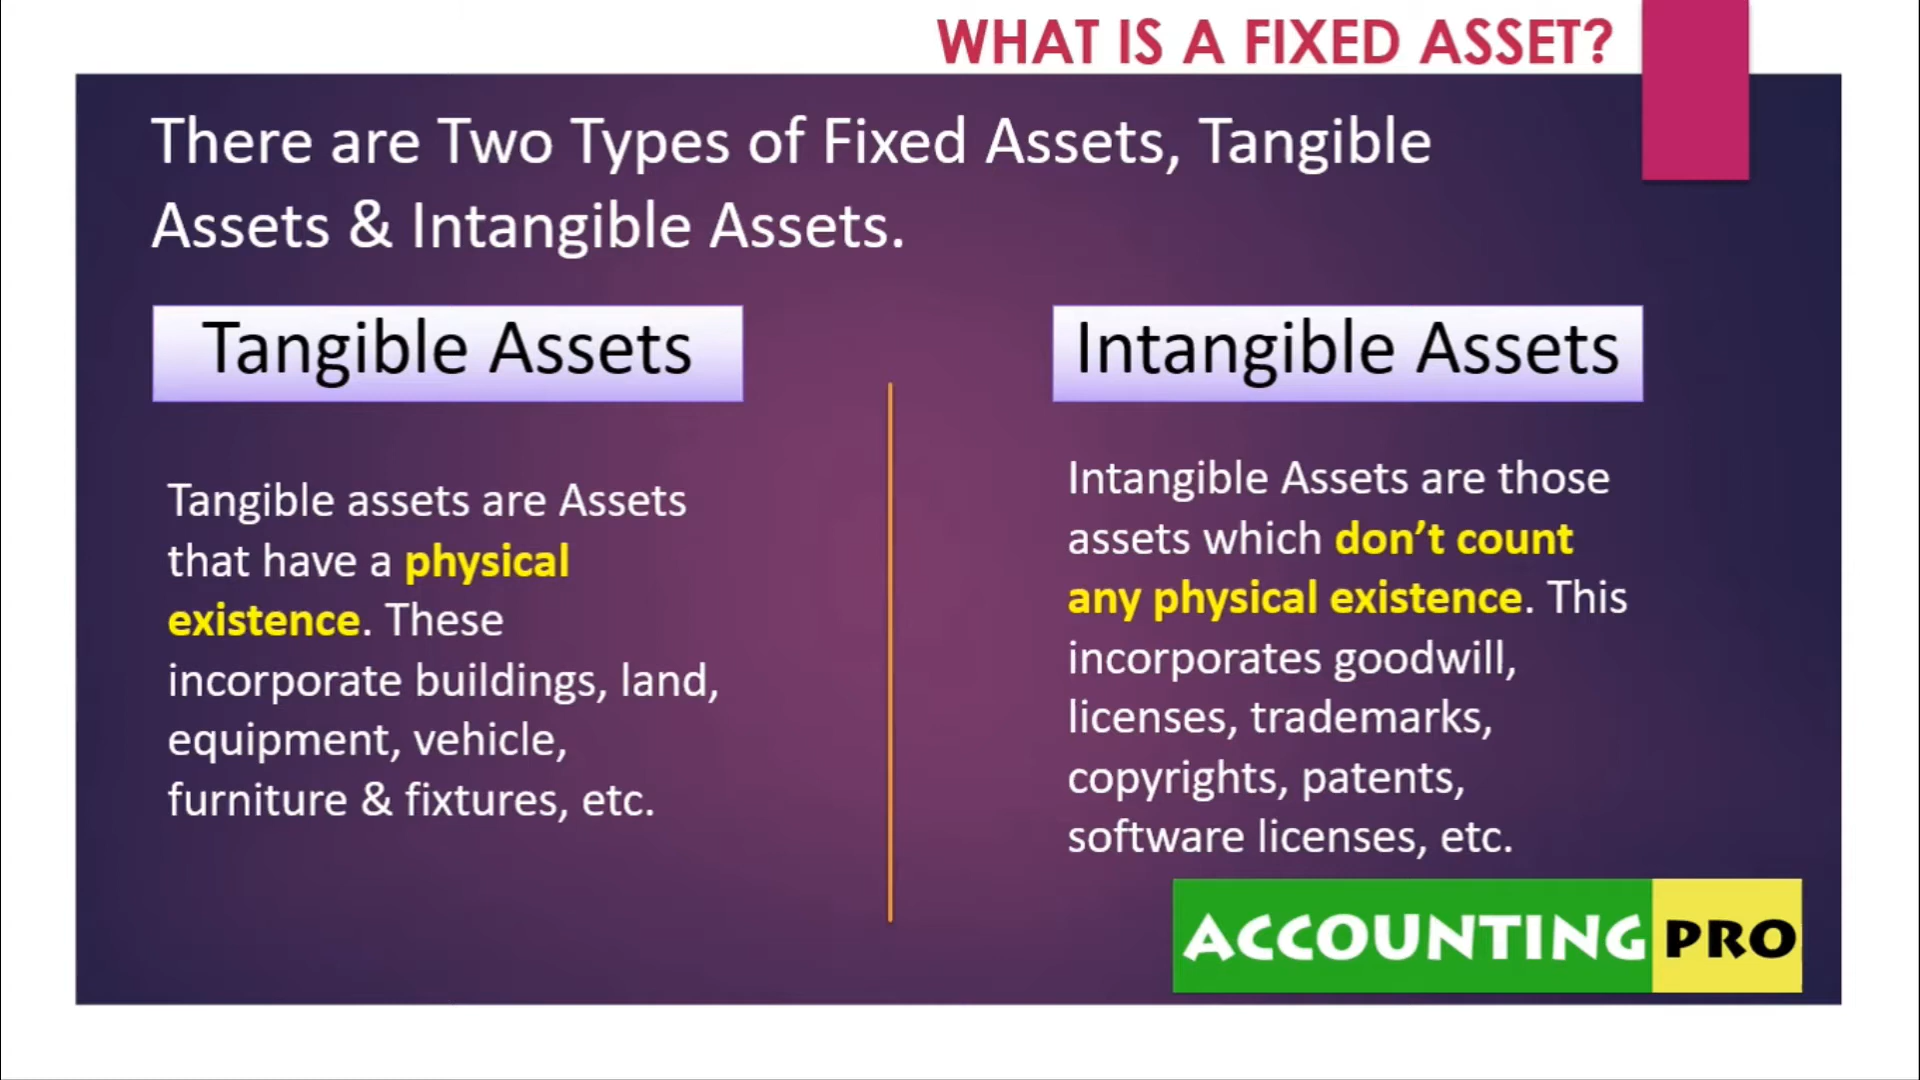 WHAT IS A FIXED ASSET?
There are Two Types of Fixed Assets, Tangible
Assets & Intangible Assets.
Tangible Assets
Tangible assets are Assets
that have a physical
existence. These
incorporate buildings, land,
equipment, vehicle,
furniture & fixtures, etc.
Intangible Assets
Intangible Assets are those
assets which don’t count
any physical existence. This
incorporates goodwill,
licenses, trademarks,
copyrights, patents,
software licenses, etc.
ACCOUNTING PRO